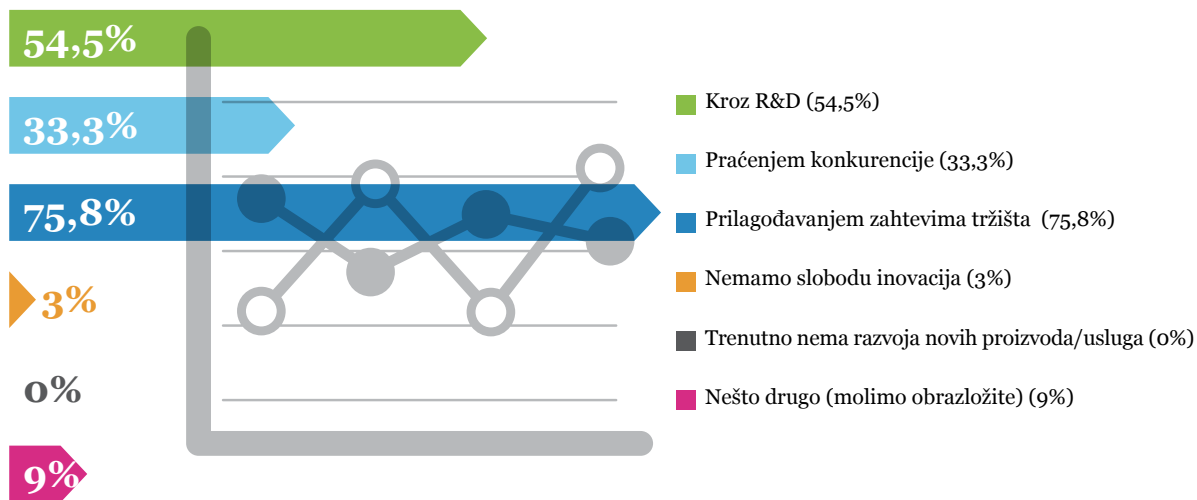 54,5%
33,3%
75,8%
3%
0%
9%
Kroz R&D (54,5%)
Praćenjem konkurencije (33,3%)
Prilagođavanjem zahtevima tržišta (75,8%)
Nemamo slobodu inovacija (3%)
Trenutno nema razvoja novih proizvoda/usluga (0%)
Nešto drugo (molimo obrazložite) (9%)